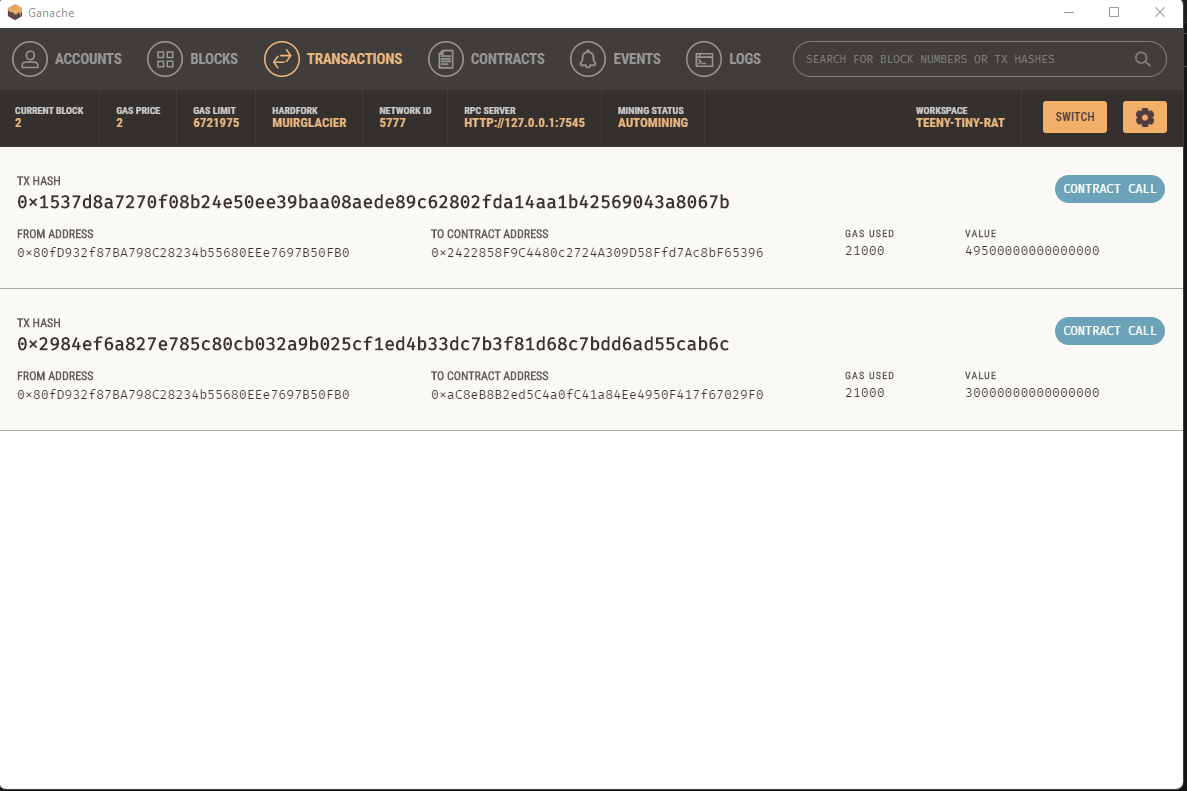 Ganache
ACCOUNTS BLOCKS TRANSACTIONS CONTRACTS EVENTS LOGS SEARCH FOR BLOCK NUMBERS OR TX HASHES
CURRENT BLOCK GAS PRICE GAS LIMIT HARDFORK NETWORK ID RPC SERVER MINING STATUS WORKSPACE
2 2 6721975 MUIRGLACIER 5777 HTTP://127.0.0.1:7545 AUTOMINING TEENY-TINY-RAT SWITCH
TX HASH
0×1537d8a7270f08b24e50ee39baa08aede89c62802fda14aa1b42569043a8067b CONTRACT CALL
FROM ADDRESS TO CONTRACT ADDRESS GAS USED VALUE
0×80fD932f87BA798C28234b55680EEe7697B50FB0 0×2422858F9C4480c2724A309D58Ffd7Ac8bF65396 21000 49500000000000000
TX HASH
0×2984ef6a827e785c80cb032a9b025cf1ed4b33dc7b3f81d68c7bdd6ad55cab6c CONTRACT CALL
FROM ADDRESS TO CONTRACT ADDRESS GAS USED VALUE
0×80fD932f87BA798C28234b55680EEe7697B50FB0 0×aC8eB8B2ed5C4a0fC41a84Ee4950F417f67029F0 21000 30000000000000000